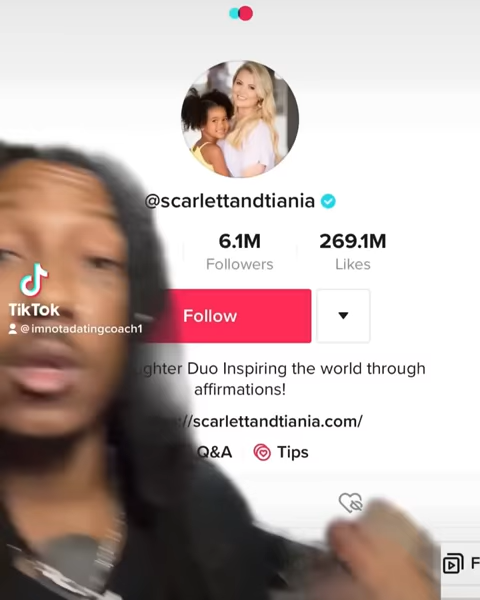 @scarlettandtiania
6.1M
269.1M
Followers
Likes
Follow
TikTok
@imnotadatingcoach1
Duo Inspiring the world through
affirmations!
//scarlettandtiania.com/
Q&A
Tips
F